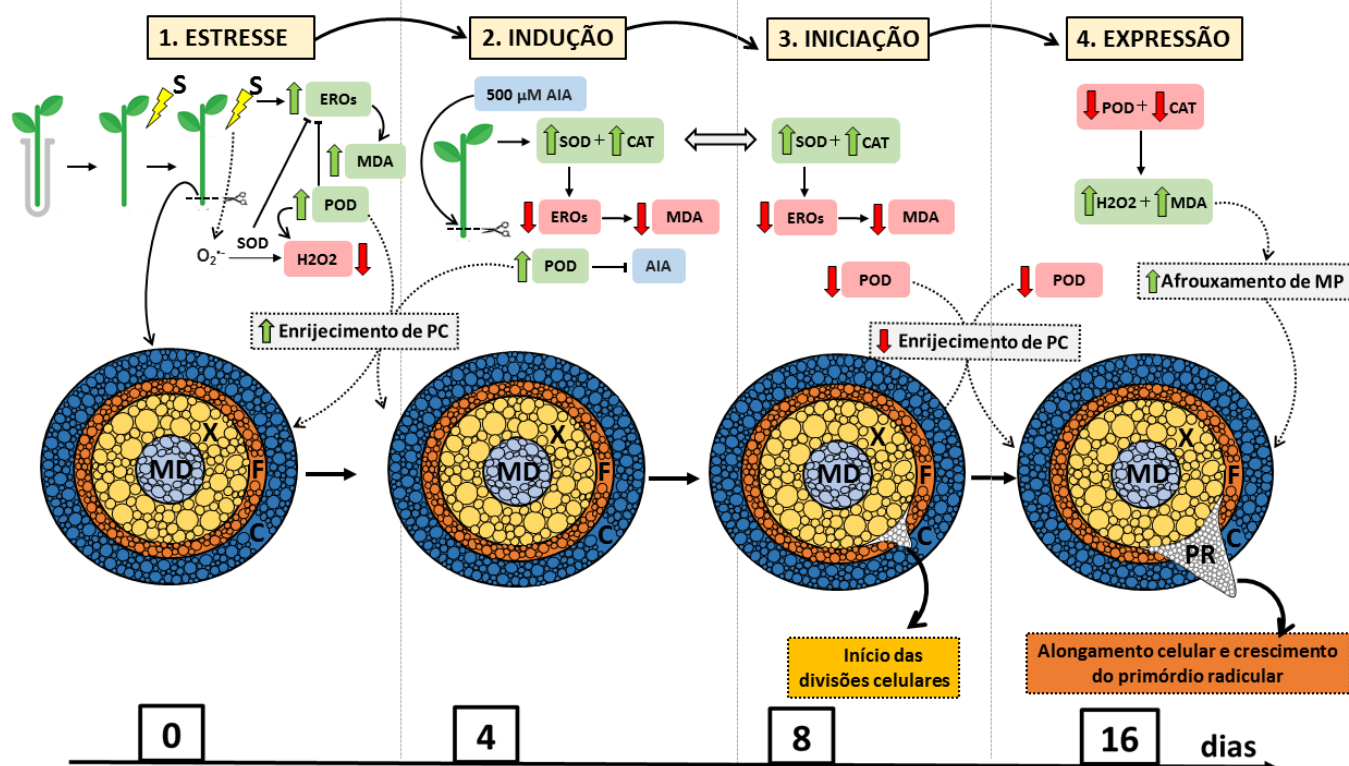 1. ESTRESSE
2. INDUÇÃO
3. INICIAÇÃO
4. EXPRESSÃO
S
S
EROs
MDA
POD
SOD
O₂•-
H2O2
500 µM AIA
SOD + CAT
EROs
MDA
POD
AIA
SOD + CAT
EROs
MDA
POD
POD
POD + CAT
H2O2 + MDA
Afrouxamento de MP
Enrijecimento de PC
Enrijecimento de PC
X
MD
F
C
X
MD
F
C
X
MD
F
C
X
MD
F
C
PR
Início das
divisões celulares
Alongamento celular e crescimento
do primórdio radicular
0
4
8
16
dias